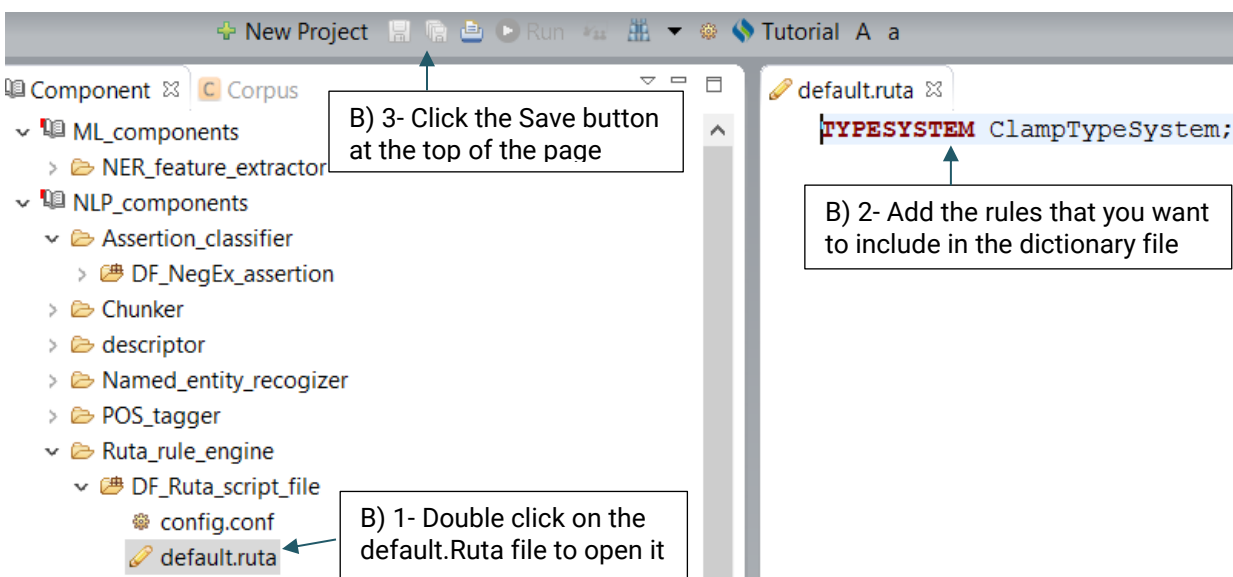 New Project Run Tutorial A a
Component C Corpus
default.ruta
B) 3- Click the Save button
at the top of the page
TYPESYSTEM ClampTypeSystem;
ML_components
NER_feature_extractor
NLP_components
B) 2- Add the rules that you want
to include in the dictionary file
Assertion_classifier
DF_NegEx_assertion
Chunker
descriptor
Named_entity_recogizer
POS_tagger
Ruta_rule_engine
DF_Ruta_script_file
config.conf
default.ruta
B) 1- Double click on the
default.Ruta file to open it